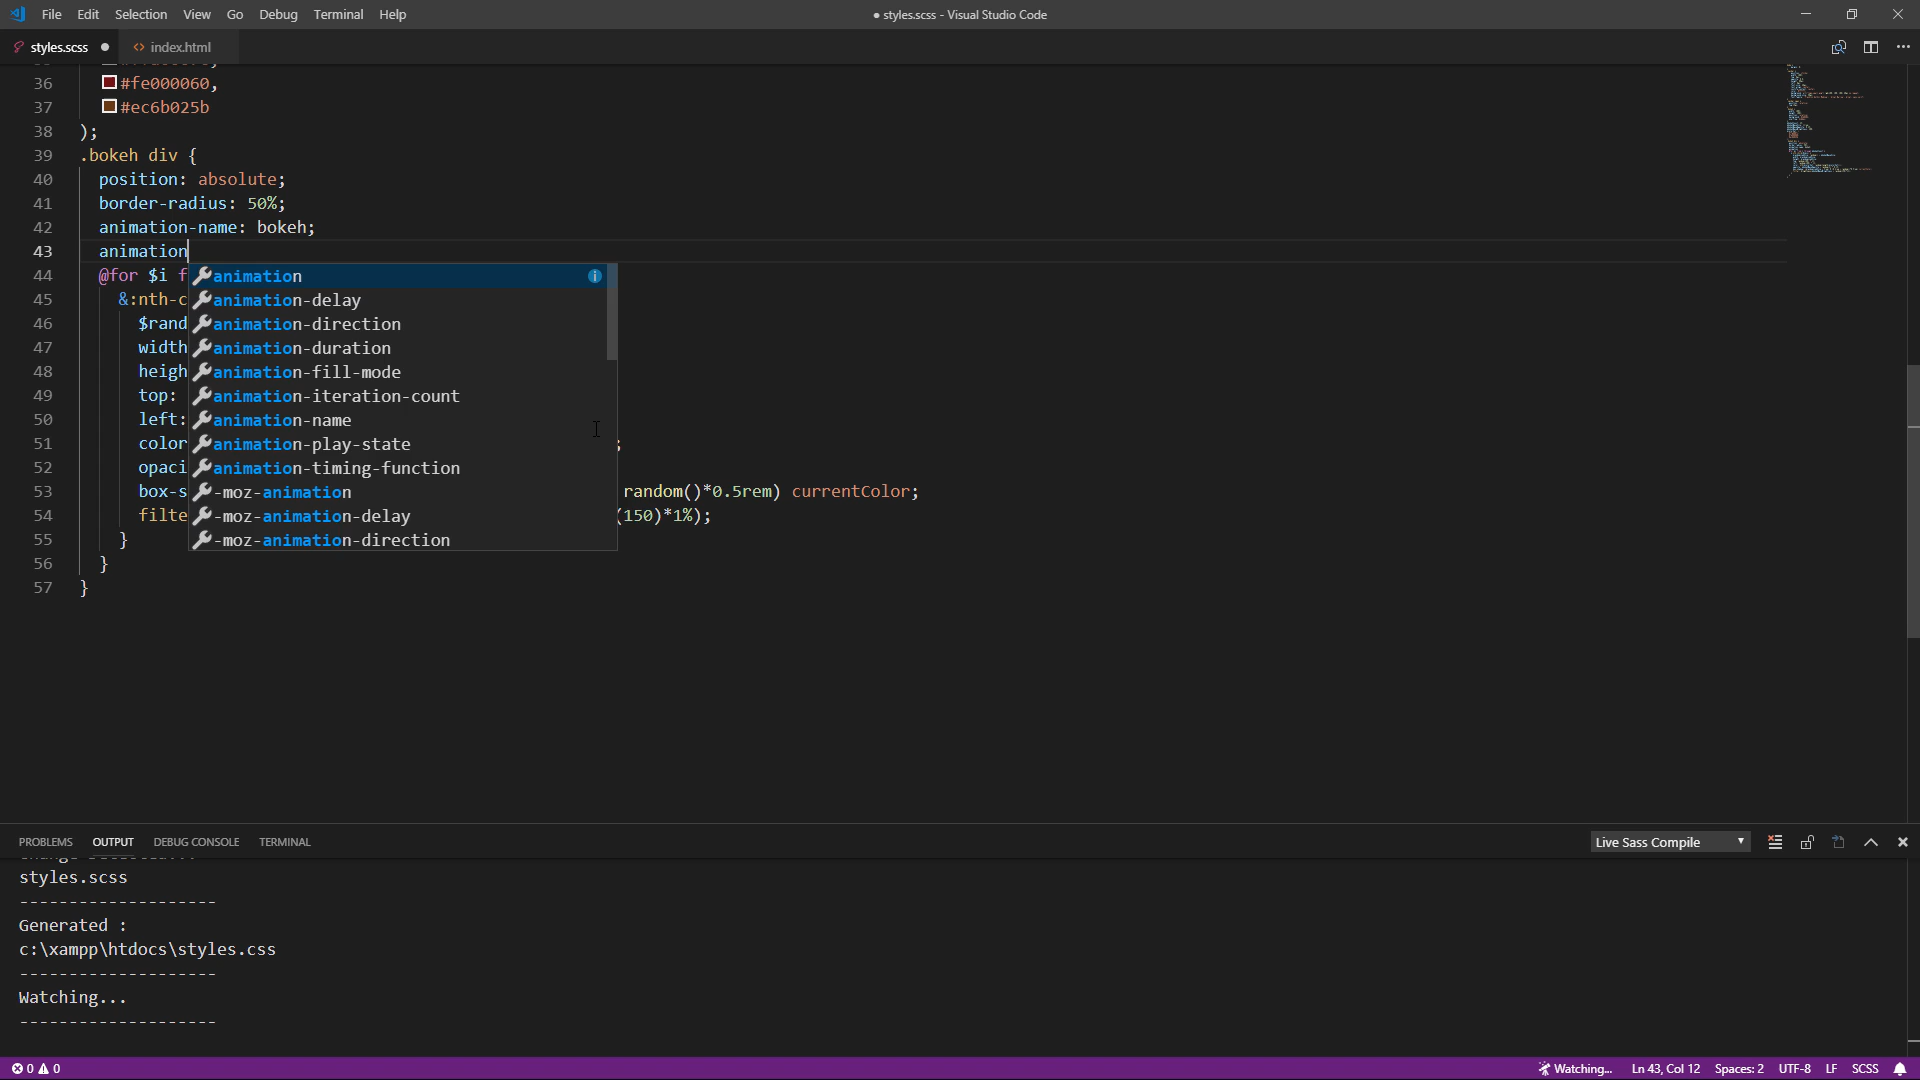 File Edit Selection View Go Debug Terminal Help
● styles.scss - Visual Studio Code
styles.scss ● <> index.html
36 #fe000060,
37 #ec6b025b
38 );
39 .bokeh div {
40 position: absolute;
41 border-radius: 50%;
42 animation-name: bokeh;
43 animation
44 @for $i f
animation
45 &:nth-c
animation-delay
46 $rand
animation-direction
47 width
animation-duration
48 heigh
animation-fill-mode
49 top:
animation-iteration-count
50 left:
animation-name
51 color
animation-play-state
;
52 opaci
animation-timing-function
53 box-s
-moz-animation
random()*0.5rem) currentColor;
54 filte
-moz-animation-delay
(150)*1%);
55 }
-moz-animation-direction
56 }
57 }
PROBLEMS OUTPUT DEBUG CONSOLE TERMINAL
Live Sass Compile
styles.scss
--------------------
Generated :
c:\xampp\htdocs\styles.css
--------------------
Watching...
--------------------
0 0
Watching... Ln 43, Col 12 Spaces: 2 UTF-8 LF SCSS